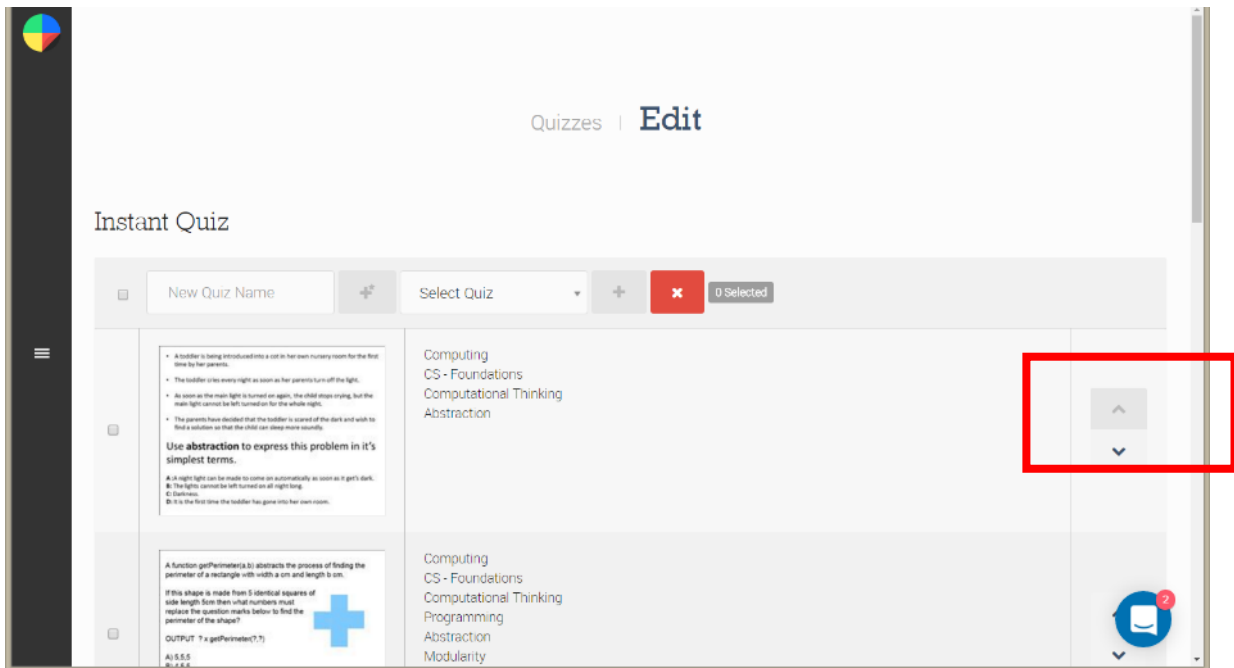 Quizzes | Edit
Instant Quiz
New Quiz Name
Select Quiz
0 Selected
• A toddler is being introduced into a cot in her own nursery room for the first
time by her parents.
• The toddler cries every night as soon as her parents turn off the light.
• As soon as the main light is turned on again, the child stops crying, but the
main light cannot be left turned on for the whole night.
• The parents have decided that the toddler is scared of the dark and wish to
find a solution so that the child can sleep more soundly.
Use abstraction to express this problem in it's
simplest terms.
A: A night light can be made to come on automatically as soon as it get's dark.
B: The lights cannot be left turned on all night long.
C: Darkness.
D: It is the first time the toddler has gone into her own room.
Computing
CS - Foundations
Computational Thinking
Abstraction
A function getPerimeter(a,b) abstracts the process of finding the
perimeter of a rectangle with width a cm and length b cm.
If this shape is made from 5 identical squares of
side length 5cm then what numbers must
replace the question marks below to find the
perimeter of the shape?
OUTPUT ? x getPerimeter(?,?)
A) 5,5,5
Computing
CS - Foundations
Computational Thinking
Programming
Abstraction
Modularity
2